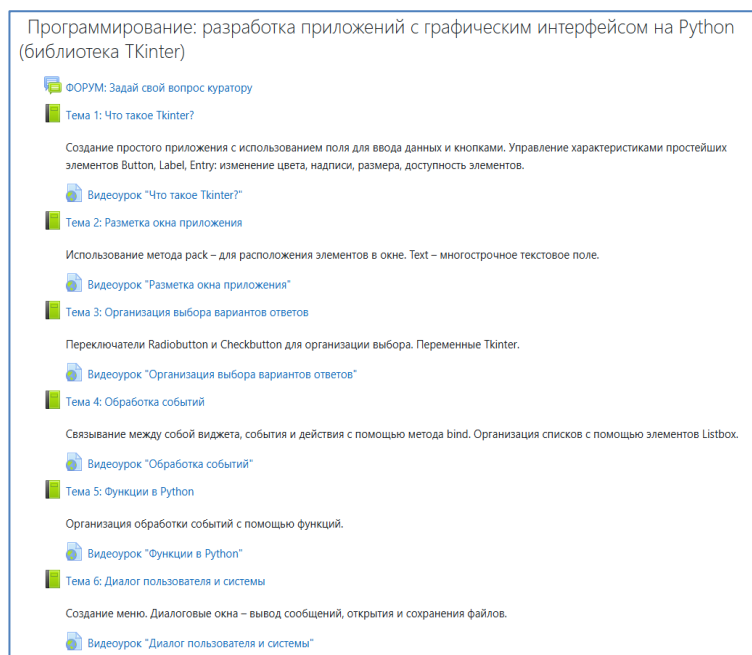 Программирование: разработка приложений с графическим интерфейсом на Python
(библиотека TKinter)
ФОРУМ: Задай свой вопрос куратору
Тема 1: Что такое Tkinter?
Создание простого приложения с использованием поля для ввода данных и кнопками. Управление характеристиками простейших
элементов Button, Label, Entry: изменение цвета, надписи, размера, доступность элементов.
Видеоурок "Что такое Tkinter?"
Тема 2: Разметка окна приложения
Использование метода pack – для расположения элементов в окне. Text – многострочное текстовое поле.
Видеоурок "Разметка окна приложения"
Тема 3: Организация выбора вариантов ответов
Переключатели Radiobutton и Checkbutton для организации выбора. Переменные Tkinter.
Видеоурок "Организация выбора вариантов ответов"
Тема 4: Обработка событий
Связывание между собой виджета, события и действия с помощью метода bind. Организация списков с помощью элементов Listbox.
Видеоурок "Обработка событий"
Тема 5: Функции в Python
Организация обработки событий с помощью функций.
Видеоурок "Функции в Python"
Тема 6: Диалог пользователя и системы
Создание меню. Диалоговые окна – вывод сообщений, открытия и сохранения файлов.
Видеоурок "Диалог пользователя и системы"